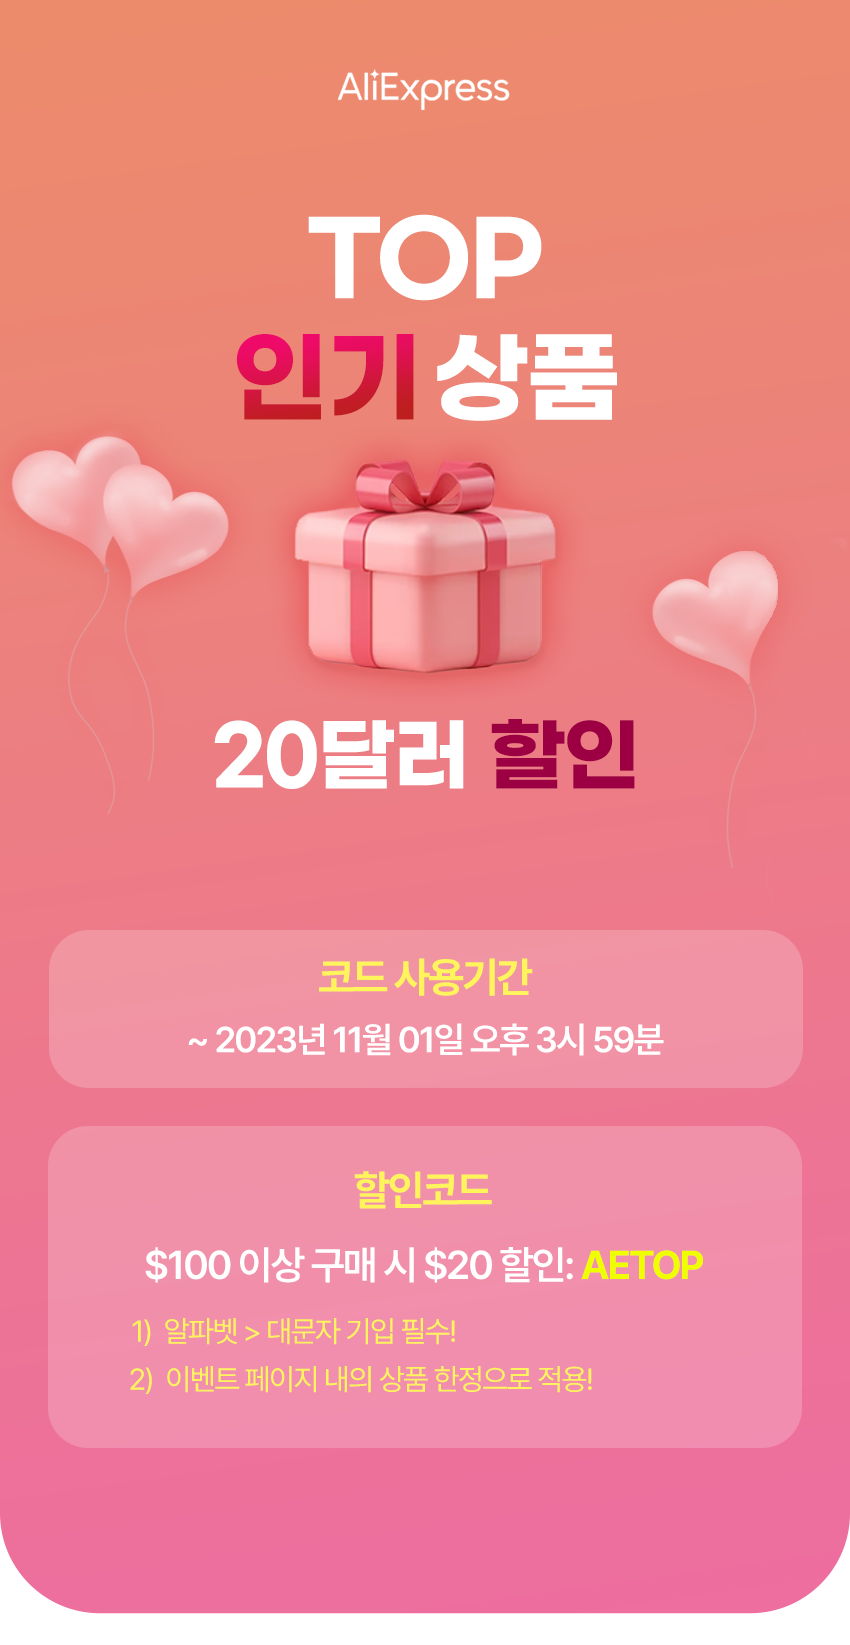 AliExpress
TOP
인기 상품
20달러 할인
코드 사용기간
~ 2023년 11월 01일 오후 3시 59분
할인코드
$100 이상 구매 시 $20 할인: AETOP
1) 알파벳 > 대문자 기입 필수!
2) 이벤트 페이지 내의 상품 한정으로 적용!